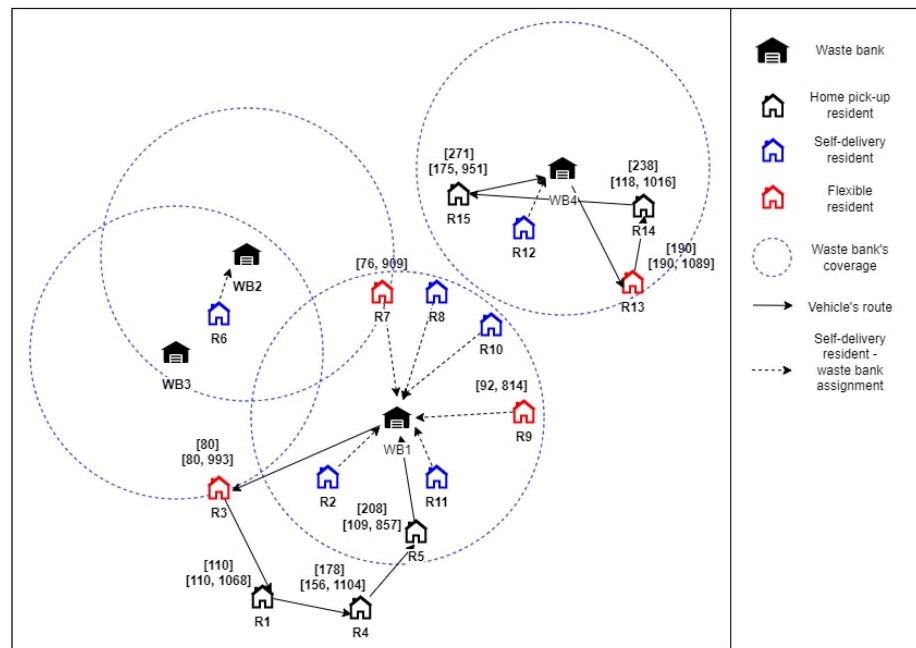 [271]
[175, 951]
R15
WB4
[238]
[118, 1016]
R14
R12
[190]
[190, 1089]
R13
WB2
R6
WB3
[76, 909]
R7
R8
R10
[92, 814]
R9
WB1
[80]
[80, 993]
R3
R2
R11
[208]
[109, 857]
R5
[110]
[110, 1068]
R1
[178]
[156, 1104]
R4
Waste bank
Home pick-up
resident
Self-delivery
resident
Flexible
resident
Waste bank's
coverage
Vehicle's route
Self-delivery
resident -
waste bank
assignment